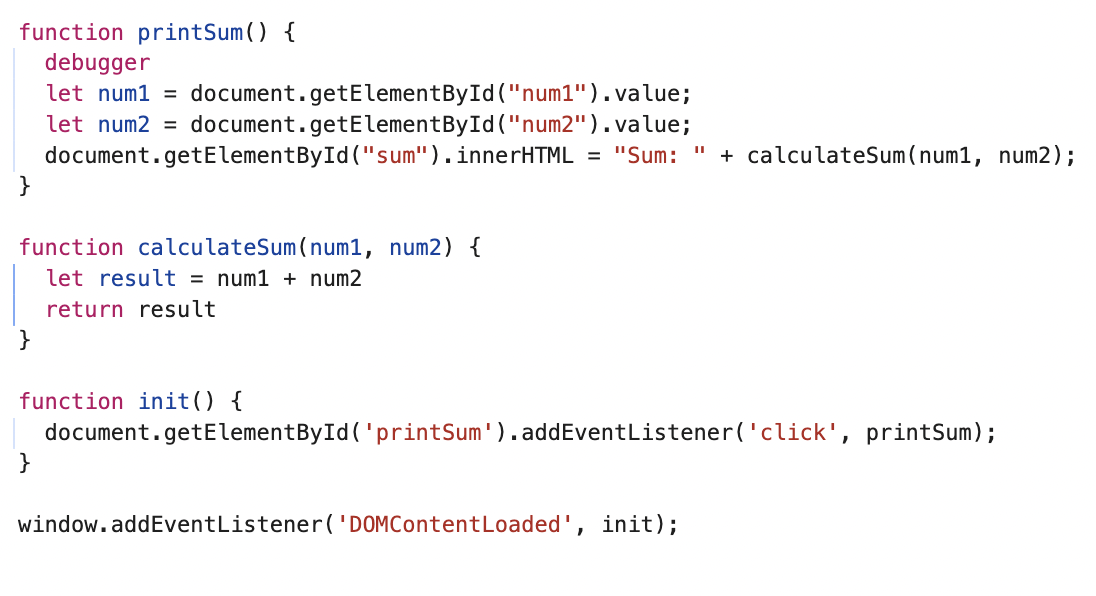 function printSum() {
  debugger
  let num1 = document.getElementById("num1").value;
  let num2 = document.getElementById("num2").value;
  document.getElementById("sum").innerHTML = "Sum: " + calculateSum(num1, num2);
}

function calculateSum(num1, num2) {
  let result = num1 + num2
  return result
}

function init() {
  document.getElementById('printSum').addEventListener('click', printSum);
}

window.addEventListener('DOMContentLoaded', init);